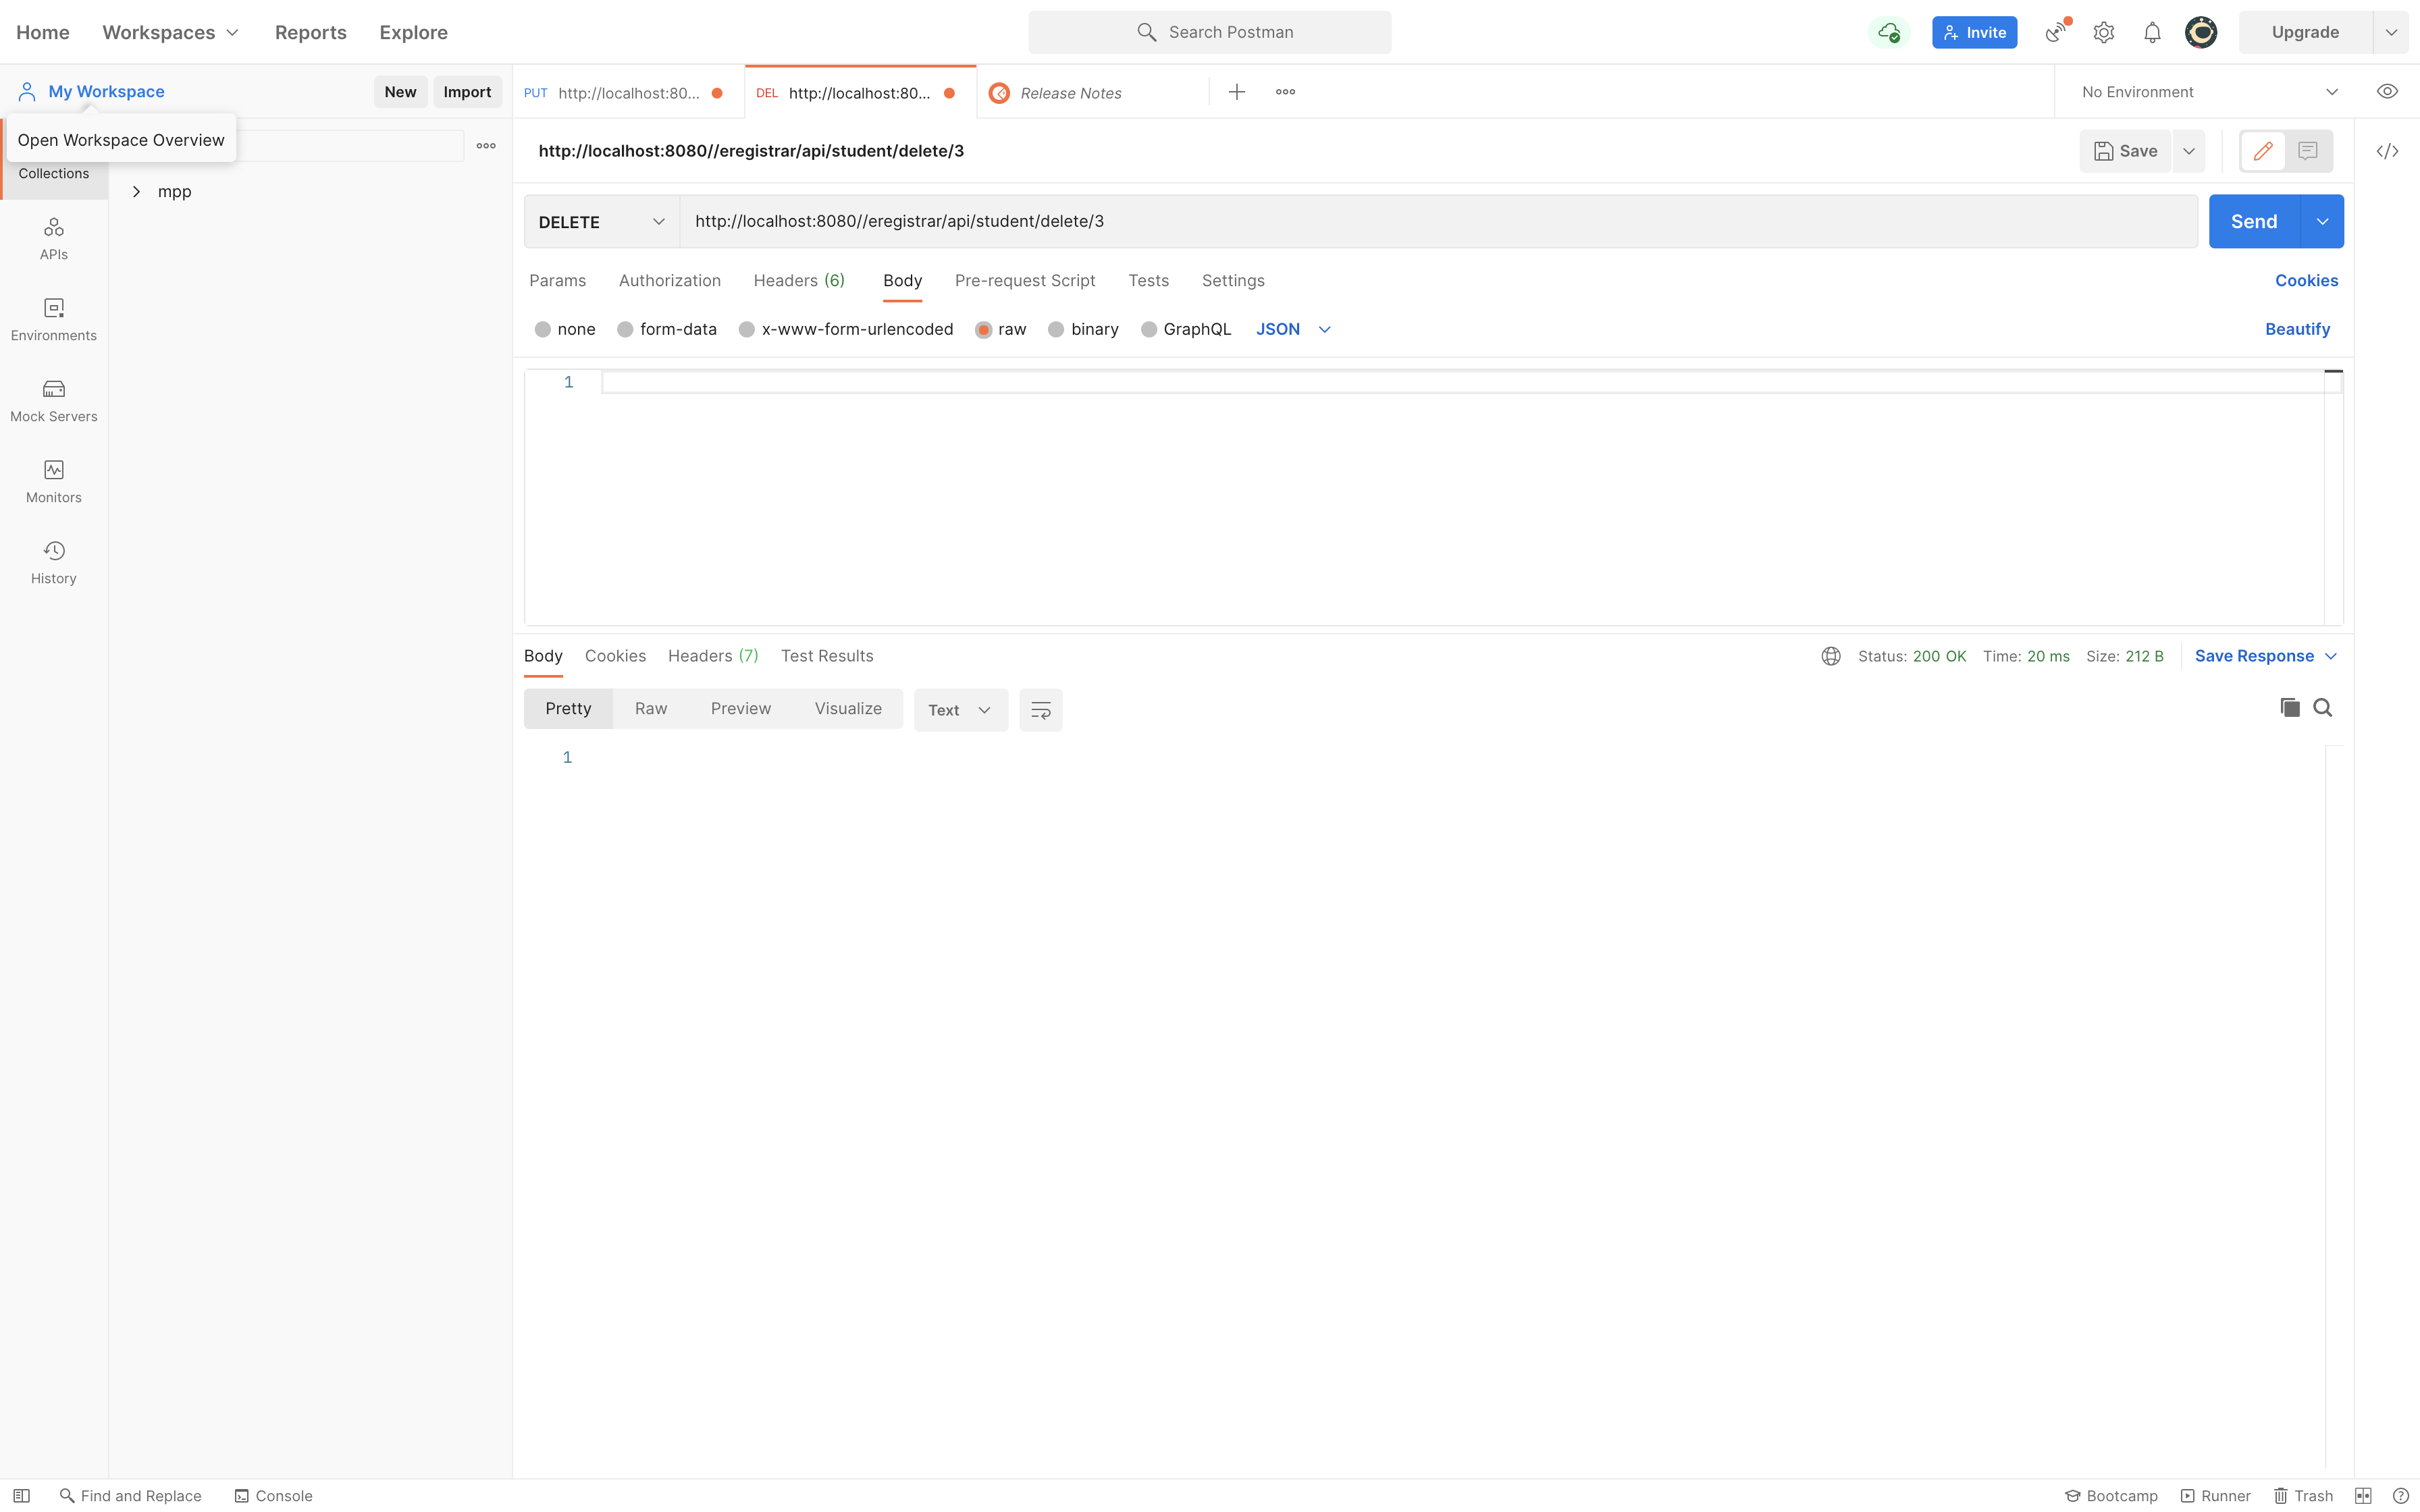 Home Workspaces Reports Explore Search Postman Invite Upgrade
My Workspace New Import PUT http://localhost:80... DEL http://localhost:80... Release Notes No Environment
Open Workspace Overview
http://localhost:8080//eregistrar/api/student/delete/3 Save
Collections
mpp
DELETE http://localhost:8080//eregistrar/api/student/delete/3 Send
APIs
Params Authorization Headers (6) Body Pre-request Script Tests Settings Cookies
Environments
none form-data x-www-form-urlencoded raw binary GraphQL JSON Beautify
1
Mock Servers
Monitors
History
Body Cookies Headers (7) Test Results Status: 200 OK Time: 20 ms Size: 212 B Save Response
Pretty Raw Preview Visualize Text
1
Find and Replace Console Bootcamp Runner Trash